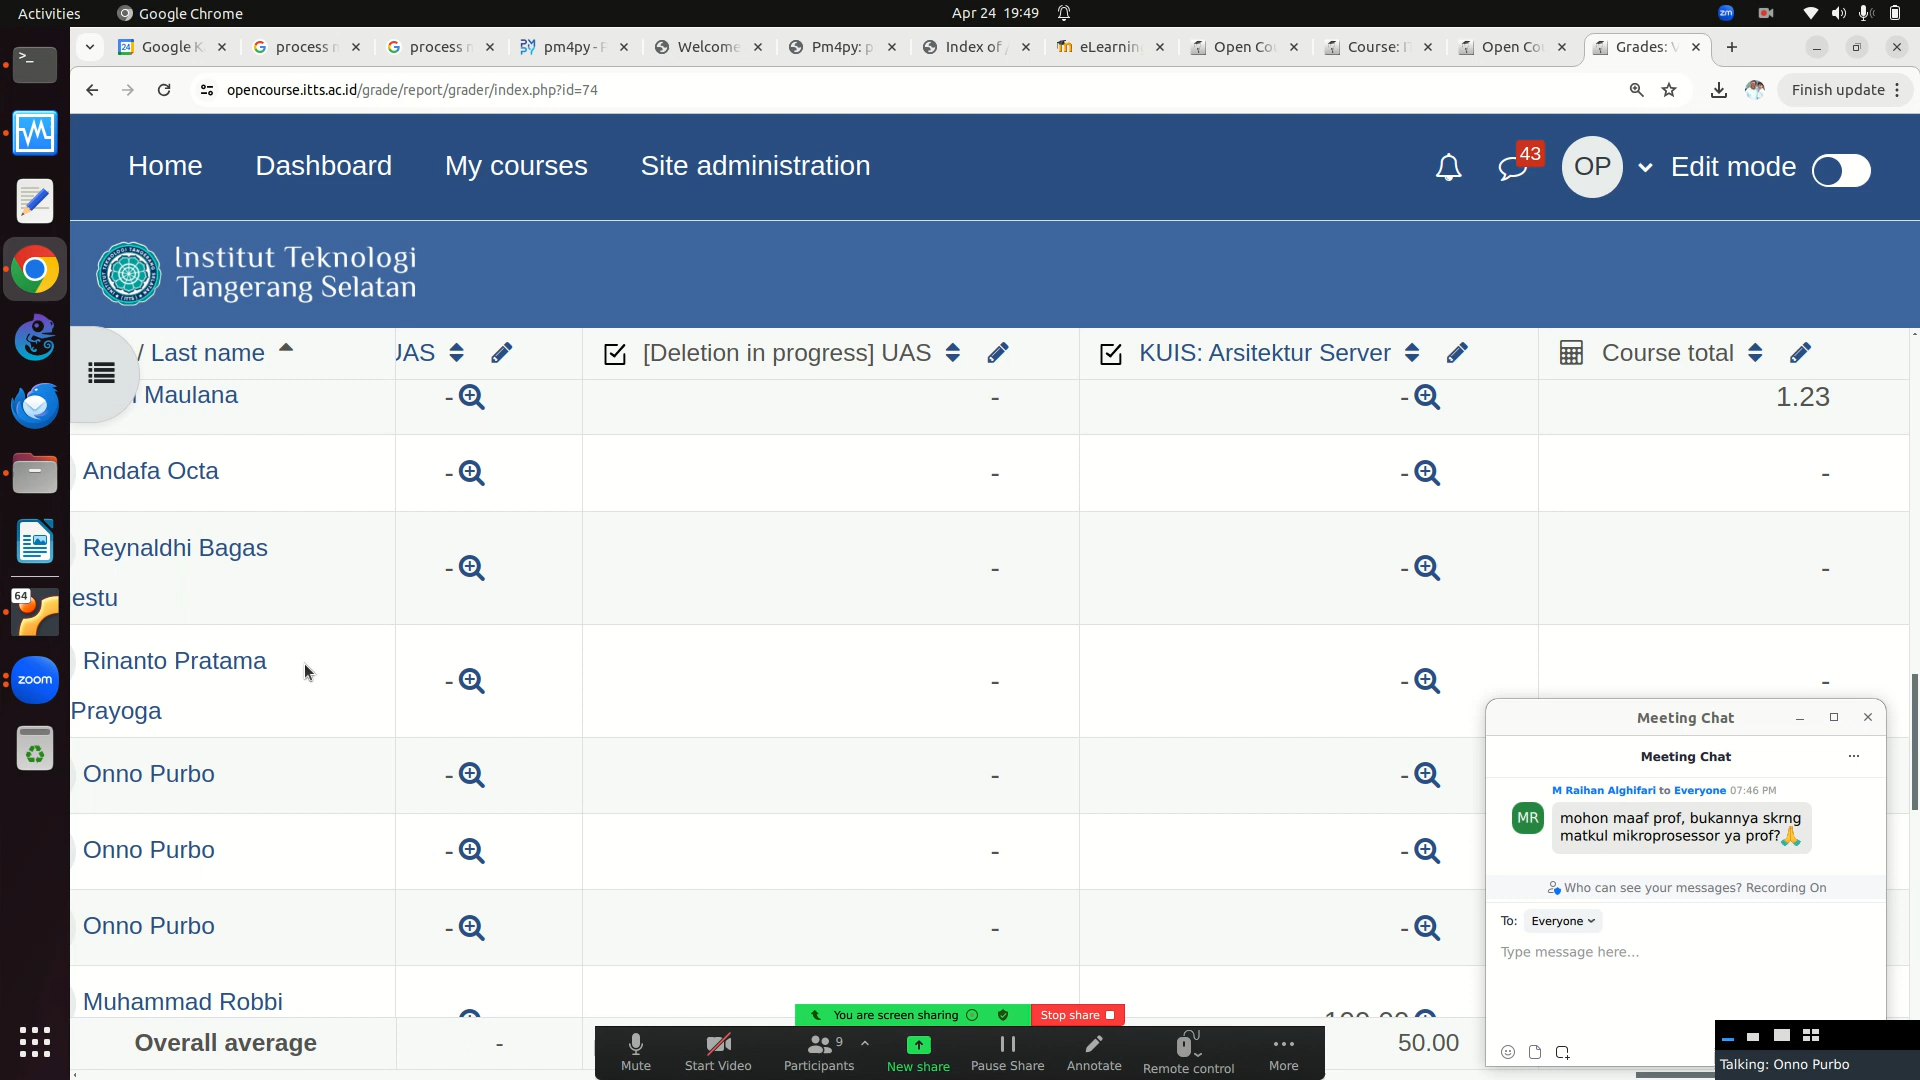 Activities
Google Chrome
Apr 24 19:49
zm
Google K
process
process
pm4py -
Welcome
Pm4py: p
Index of
eLearning
Open Co
Course: I
Open Co
Grades:
opencourse.itts.ac.id/grade/report/grader/index.php?id=74
Finish update
Home
Dashboard
My courses
Site administration
43
OP
Edit mode
Institut Teknologi
Tangerang Selatan
/ Last name
UAS
[Deletion in progress] UAS
KUIS: Arsitektur Server
Course total
Maulana
-
-
-
1.23
Andafa Octa
-
-
-
-
Reynaldhi Bagas
estu
-
-
-
-
Rinanto Pratama
Prayoga
-
-
-
-
Onno Purbo
-
-
-
Onno Purbo
-
-
-
Onno Purbo
-
-
-
Muhammad Robbi
100.00
Overall average
-
50.00
64
zoom
Meeting Chat
Meeting Chat
M Raihan Alghifari to Everyone 07:46 PM
MR
mohon maaf prof, bukannya skrng
matkul mikroprosessor ya prof?🙏
Who can see your messages? Recording On
To: Everyone
Type message here...
You are screen sharing
Stop share
Mute
Start Video
Participants
9
New share
Pause Share
Annotate
Remote control
More
Talking: Onno Purbo